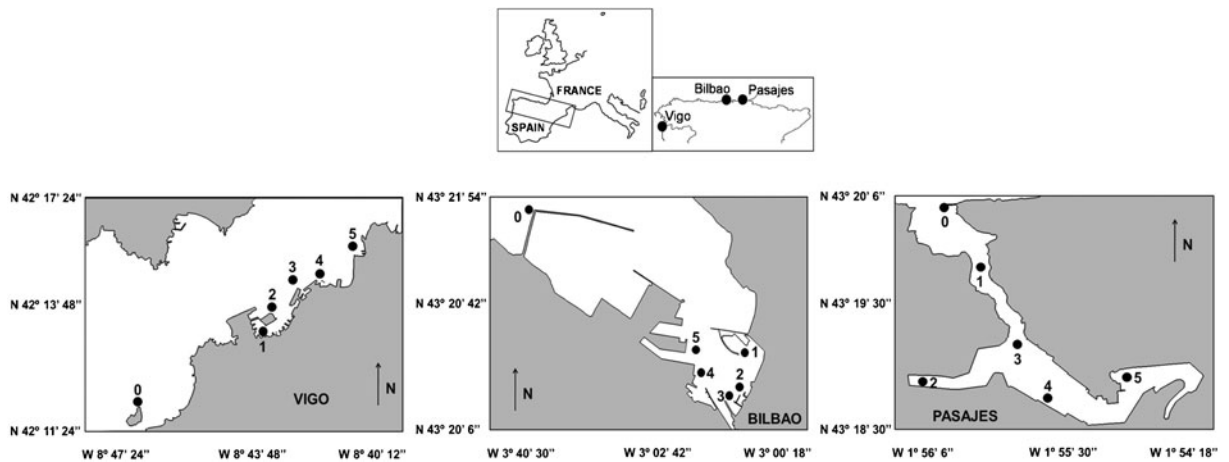 FRANCE
SPAIN
Bilbao
Pasajes
Vigo
N 42º 17' 24"
N 42º 13' 48"
N 42º 11' 24"
5
4
3
2
1
0
VIGO
N
W 8º 47' 24"
W 8º 43' 48"
W 8º 40' 12"
N 43º 21' 54"
N 43º 20' 42"
N 43º 20' 6"
0
5
1
4
2
3
N
BILBAO
W 3º 40' 30"
W 3º 02' 42"
W 3º 00' 18"
N 43º 20' 6"
N 43º 19' 30"
N 43º 18' 30"
0
1
3
2
4
5
N
PASAJES
W 1º 56' 6"
W 1º 55' 30"
W 1º 54' 18"